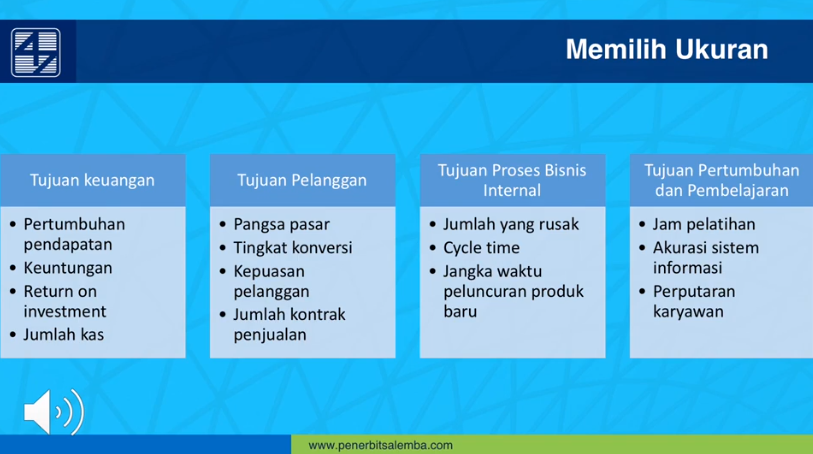 Memilih Ukuran
Tujuan keuangan
• Pertumbuhan
pendapatan
• Keuntungan
• Return on
investment
• Jumlah kas
Tujuan Pelanggan
• Pangsa pasar
• Tingkat konversi
• Kepuasan
pelanggan
• Jumlah kontrak
penjualan
Tujuan Proses Bisnis
Internal
• Jumlah yang rusak
• Cycle time
• Jangka waktu
peluncuran produk
baru
Tujuan Pertumbuhan
dan Pembelajaran
• Jam pelatihan
• Akurasi sistem
informasi
• Perputaran
karyawan
www.penerbitsalemba.com